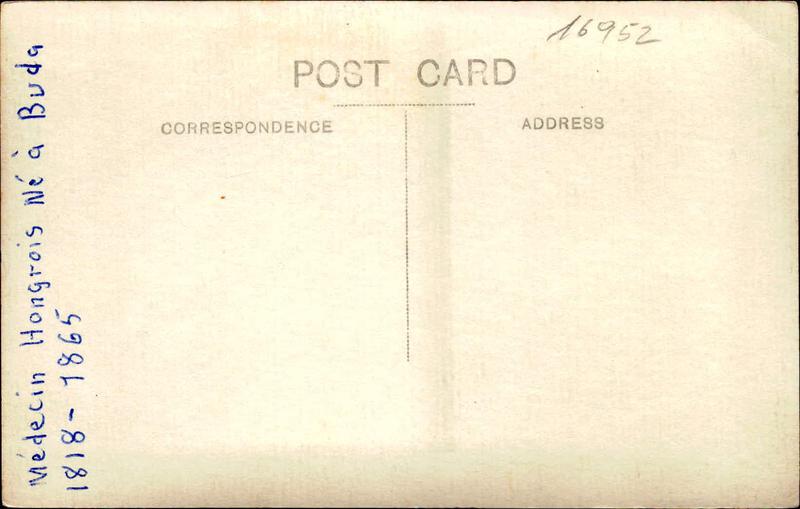 16952
POST CARD
CORRESPONDENCE
ADDRESS
Médecin Hongrois Né à Buda
1818-1865